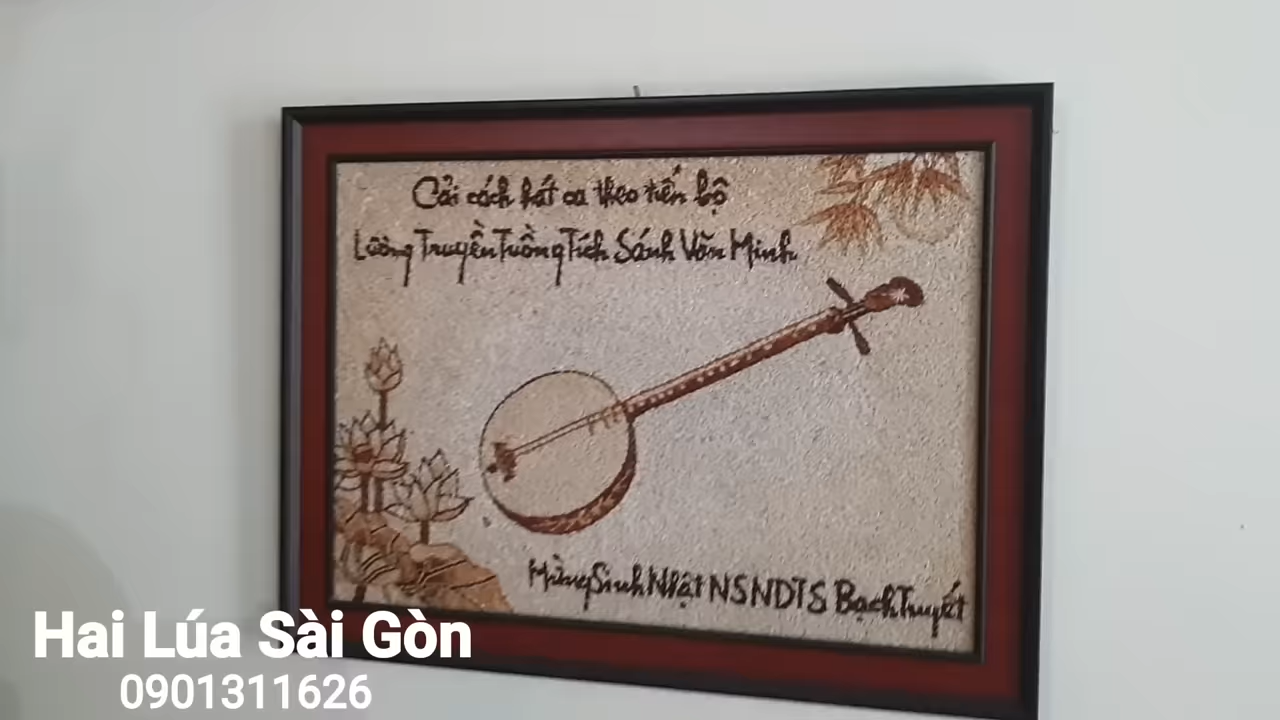 Cải cách hát ca theo tiến bộ
Lương Truyền Tuồng Tích Sánh Văn Minh
Mừng Sinh Nhật NSNDTS Bạch Tuyết
Hai Lúa Sài Gòn
0901311626